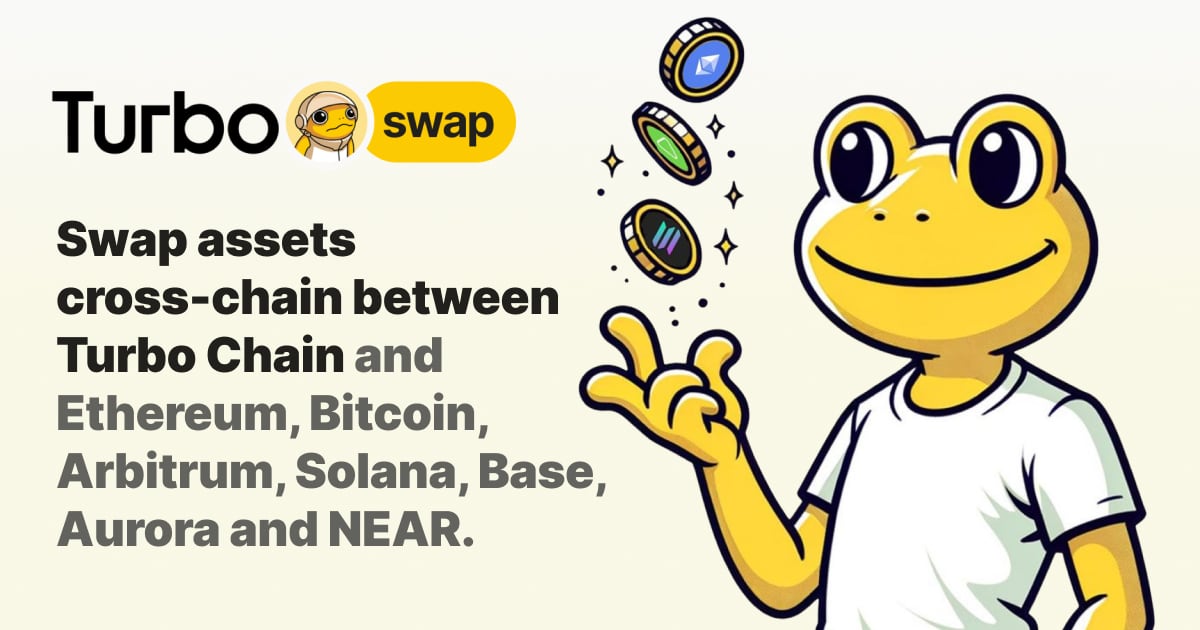 Turbo swap
Swap assets
cross-chain between
Turbo Chain and
Ethereum, Bitcoin,
Arbitrum, Solana, Base,
Aurora and NEAR.